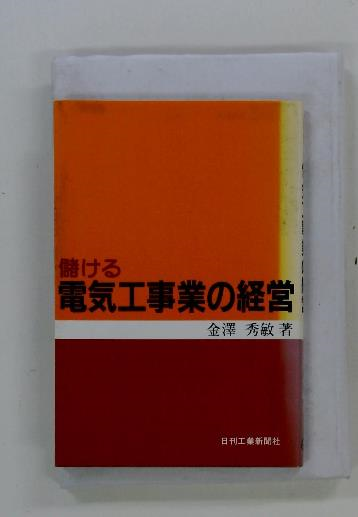 儲ける
電気工事業の経営
金澤 秀敏 著
日刊工業新聞社